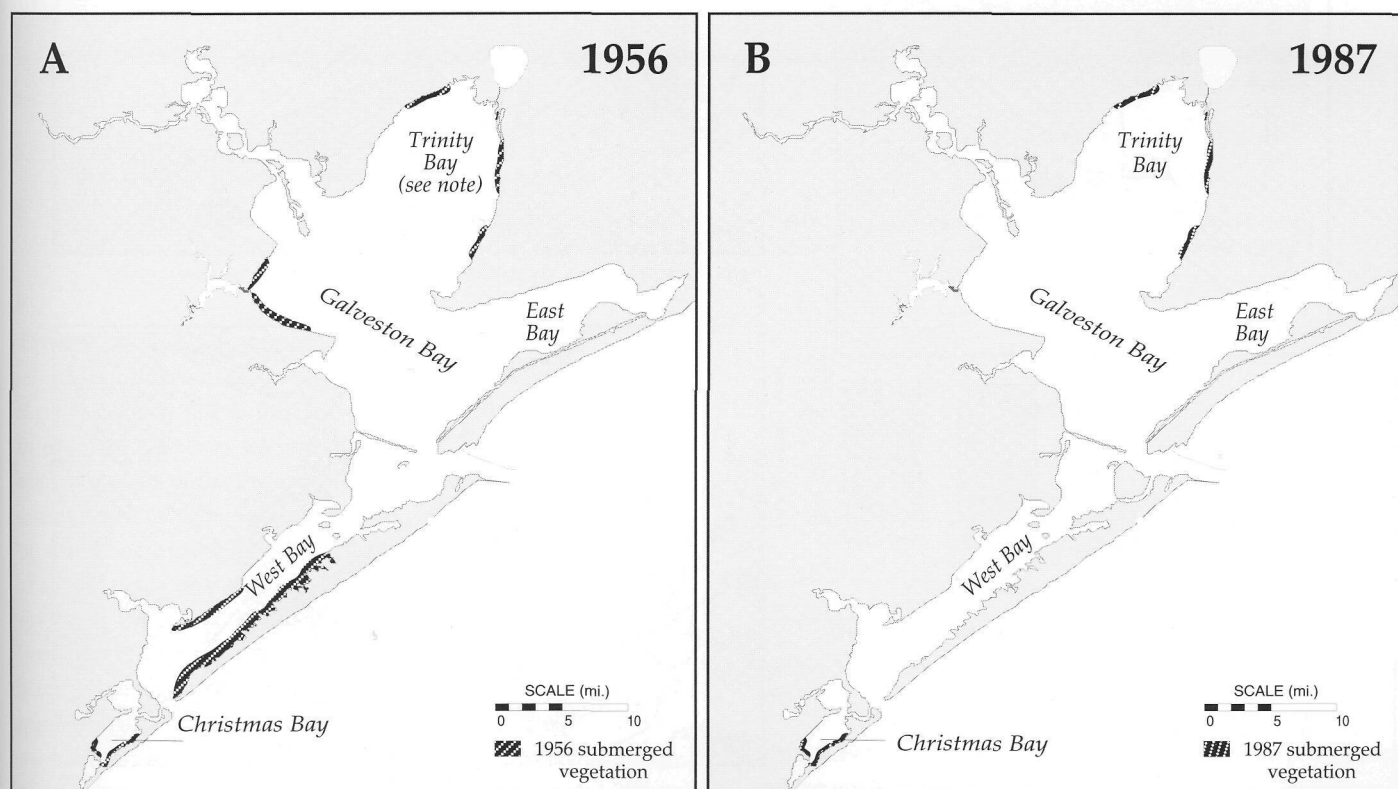 A
1956
Trinity
Bay
(see note)
Galveston Bay
East
Bay
West Bay
Christmas Bay
SCALE (mi.)
0 5 10
1956 submerged
vegetation
B
1987
Trinity
Bay
Galveston Bay
East
Bay
West Bay
Christmas Bay
SCALE (mi.)
0 5 10
1987 submerged
vegetation